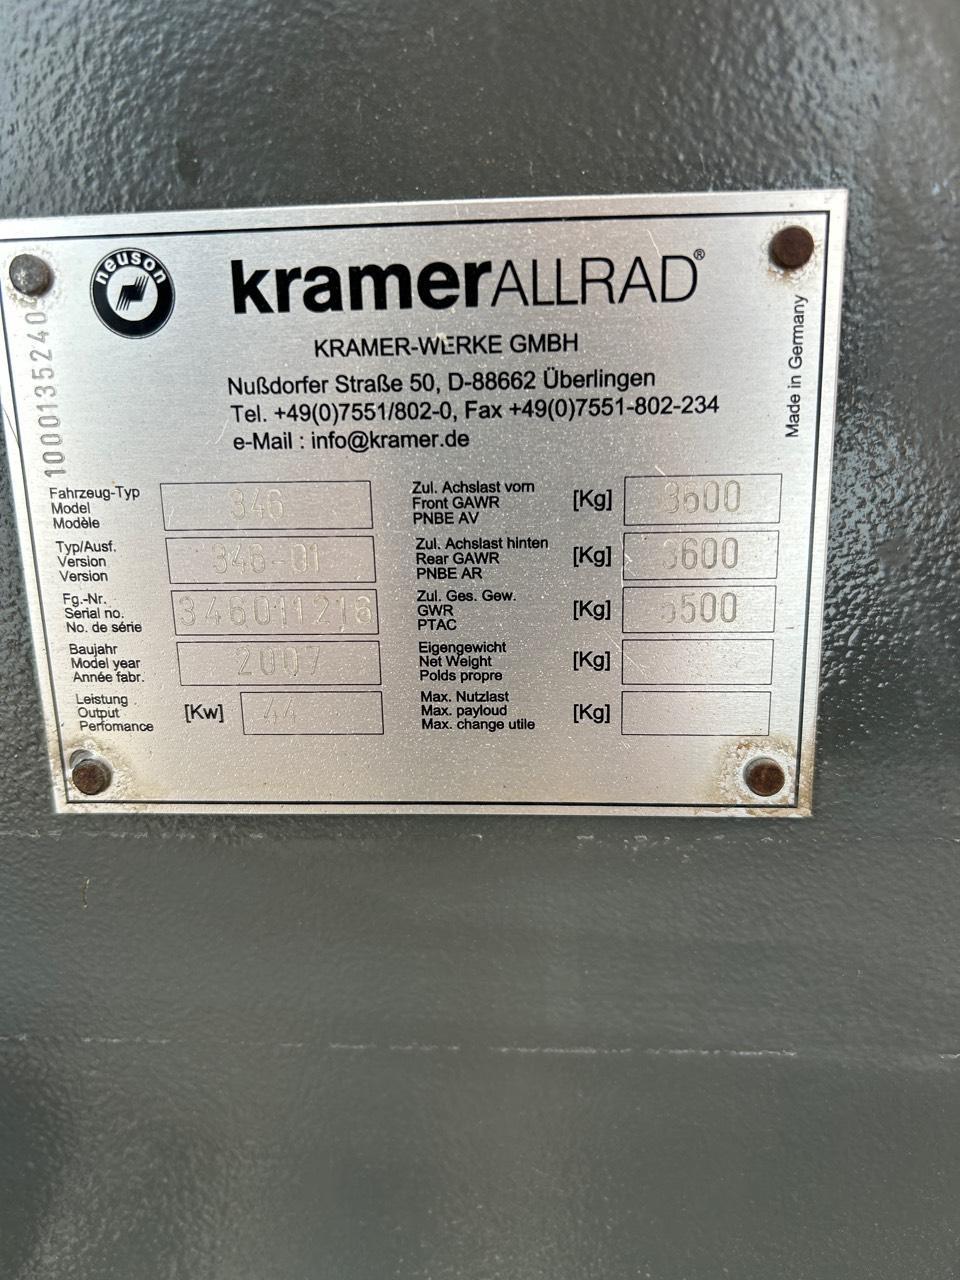 neuson
kramerALLRAD®
KRAMER-WERKE GMBH
Nußdorfer Straße 50, D-88662 Überlingen
Tel. +49(0)7551/802-0, Fax +49(0)7551-802-234
e-Mail : info@kramer.de
Made in Germany
Fahrzeug-Typ
Model
Modèle
346
Typ/Ausf.
Version
Version
346-01
Fg.-Nr.
Serial no.
No. de série
Baujahr
Model year
Année fabr.
2007
Leistung
Output
Perfomance
[Kw]
44
Zul. Achslast vorn
Front GAWR
PNBE AV
[Kg]
3600
Zul. Achslast hinten
Rear GAWR
PNBE AR
[Kg]
3600
Zul. Ges. Gew.
GWR
PTAC
[Kg]
Eigengewicht
Net Weight
Polds propre
[Kg]
Max. Nutzlast
Max. payloud
Max. change utile
[Kg]